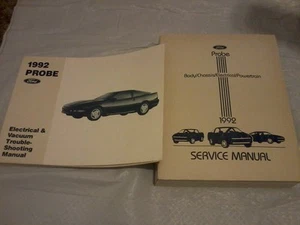 1992
PROBE
Ford
Electrical &
Vacuum
Trouble-
Shooting
Manual
Ford
Probe
Body/Chassis/Electrical/Powertrain
1992
SERVICE MANUAL